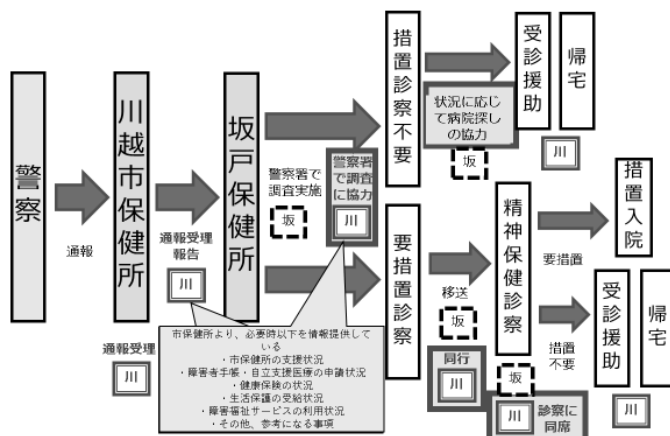 警察
通報
川越市保健所
通報受理
川
通報受理
報告
川
坂戸保健所
警察署で
調査実施
坂
警察署
で調査
に協力
川
市保健所より、必要時以下を情報提供して
いる
・市保健所の支援状況
・障害者手帳・自立支援医療の申請状況
・健康保険の状況
・生活保護の受給状況
・障害福祉サービスの利用状況
・その他、参考になる事項
措置診察不要
状況に応じ
て病院探し
の協力
坂
受診援助
帰宅
川
要措置診察
移送
坂
同行
川
精神保健診察
坂
川
診察に
同席
要措置
措置入院
措置
不要
受診援助
帰宅
川